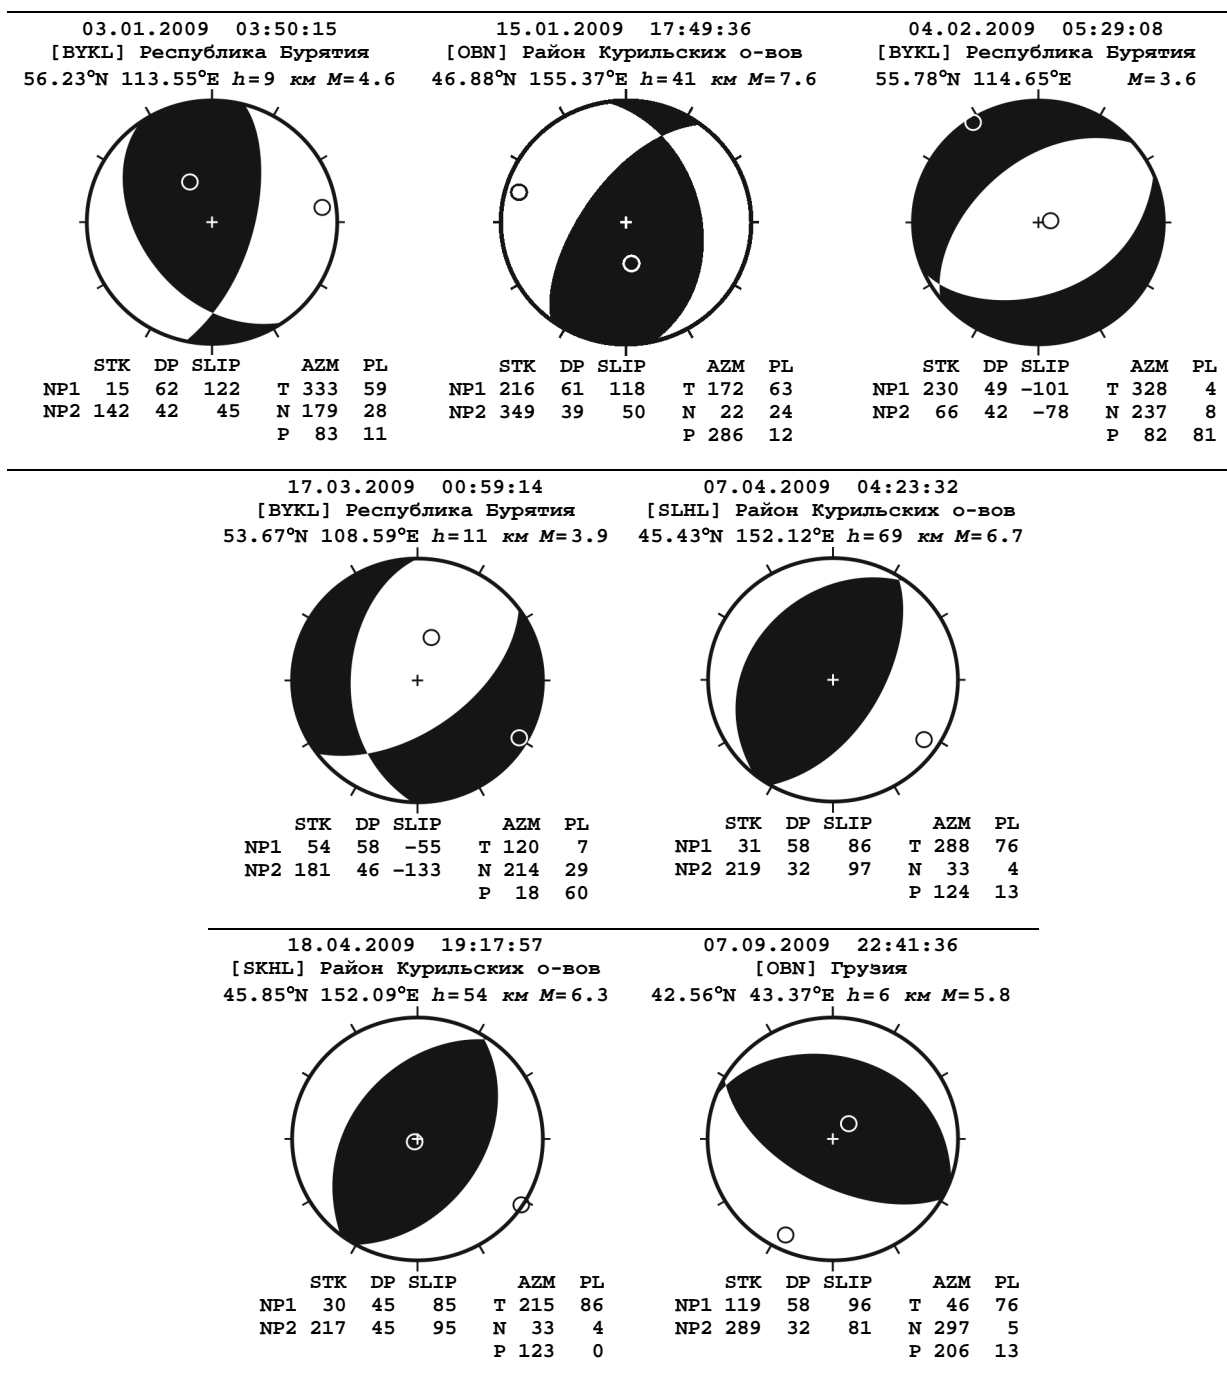 03.01.2009 03:50:15
[BYKL] Республика Бурятия
56.23°N 113.55°E h=9 км M=4.6
STK DP SLIP AZM PL
NP1 15 62 122 T 333 59
NP2 142 42 45 N 179 28
P 83 11
15.01.2009 17:49:36
[OBN] Район Курильских о-вов
46.88°N 155.37°E h=41 км M=7.6
STK DP SLIP AZM PL
NP1 216 61 118 T 172 63
NP2 349 39 50 N 22 24
P 286 12
04.02.2009 05:29:08
[BYKL] Республика Бурятия
55.78°N 114.65°E M=3.6
STK DP SLIP AZM PL
NP1 230 49 −101 T 328 4
NP2 66 42 −78 N 237 8
P 82 81
17.03.2009 00:59:14
[BYKL] Республика Бурятия
53.67°N 108.59°E h=11 км M=3.9
STK DP SLIP AZM PL
NP1 54 58 −55 T 120 7
NP2 181 46 −133 N 214 29
P 18 60
07.04.2009 04:23:32
[SLHL] Район Курильских о-вов
45.43°N 152.12°E h=69 км M=6.7
STK DP SLIP AZM PL
NP1 31 58 86 T 288 76
NP2 219 32 97 N 33 4
P 124 13
18.04.2009 19:17:57
[SKHL] Район Курильских о-вов
45.85°N 152.09°E h=54 км M=6.3
STK DP SLIP AZM PL
NP1 30 45 85 T 215 86
NP2 217 45 95 N 33 4
P 123 0
07.09.2009 22:41:36
[OBN] Грузия
42.56°N 43.37°E h=6 км M=5.8
STK DP SLIP AZM PL
NP1 119 58 96 T 46 76
NP2 289 32 81 N 297 5
P 206 13